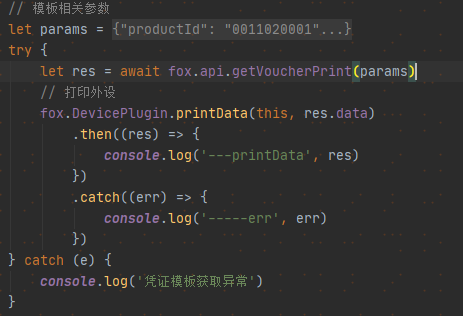 // 模板相关参数
let params = {"productId": "0011020001"...}
try {
    let res = await fox.api.getVoucherPrint(params)
    // 打印外设
    fox.DevicePlugin.printData(this, res.data)
        .then((res) => {
            console.log('---printData', res)
        })
        .catch((err) => {
            console.log('-----err', err)
        })
} catch (e) {
    console.log('凭证模板获取异常')
}